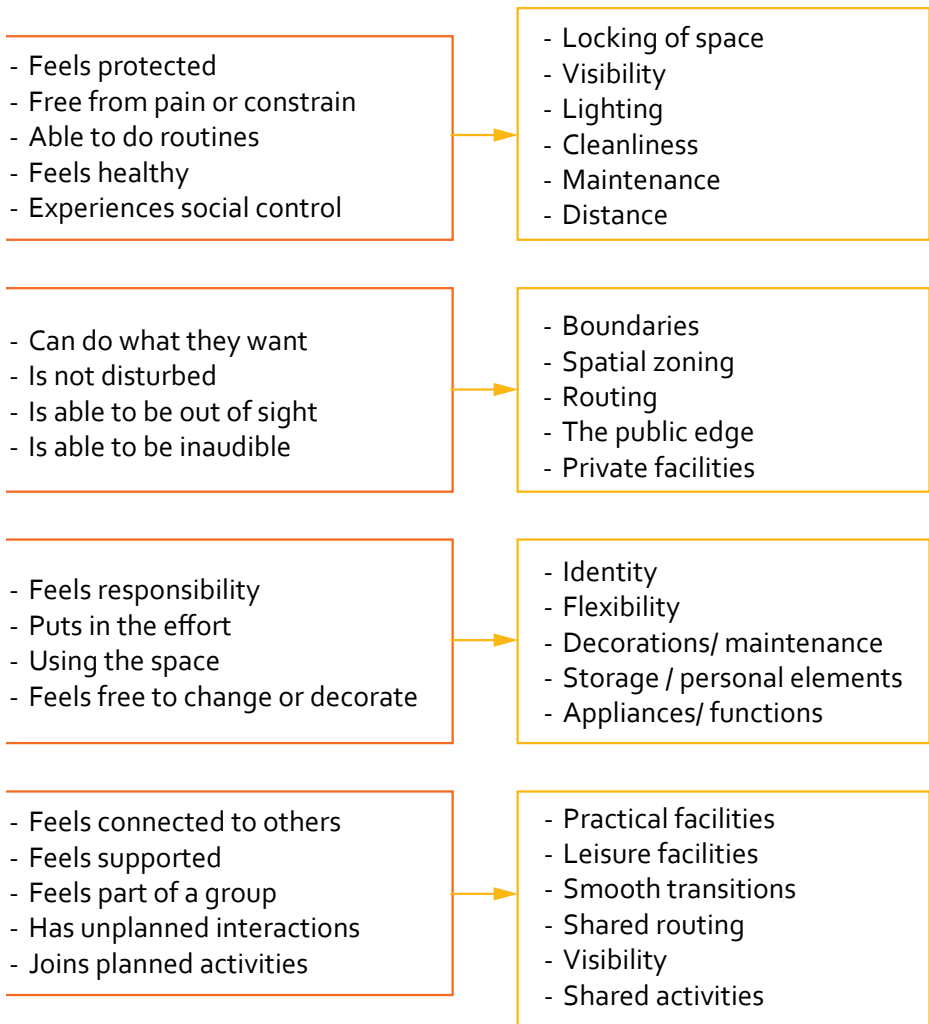 - Feels protected
- Free from pain or constrain
- Able to do routines
- Feels healthy
- Experiences social control
- Locking of space
- Visibility
- Lighting
- Cleanliness
- Maintenance
- Distance
- Can do what they want
- Is not disturbed
- Is able to be out of sight
- Is able to be inaudible
- Boundaries
- Spatial zoning
- Routing
- The public edge
- Private facilities
- Feels responsibility
- Puts in the effort
- Using the space
- Feels free to change or decorate
- Identity
- Flexibility
- Decorations/ maintenance
- Storage / personal elements
- Appliances/ functions
- Feels connected to others
- Feels supported
- Feels part of a group
- Has unplanned interactions
- Joins planned activities
- Practical facilities
- Leisure facilities
- Smooth transitions
- Shared routing
- Visibility
- Shared activities